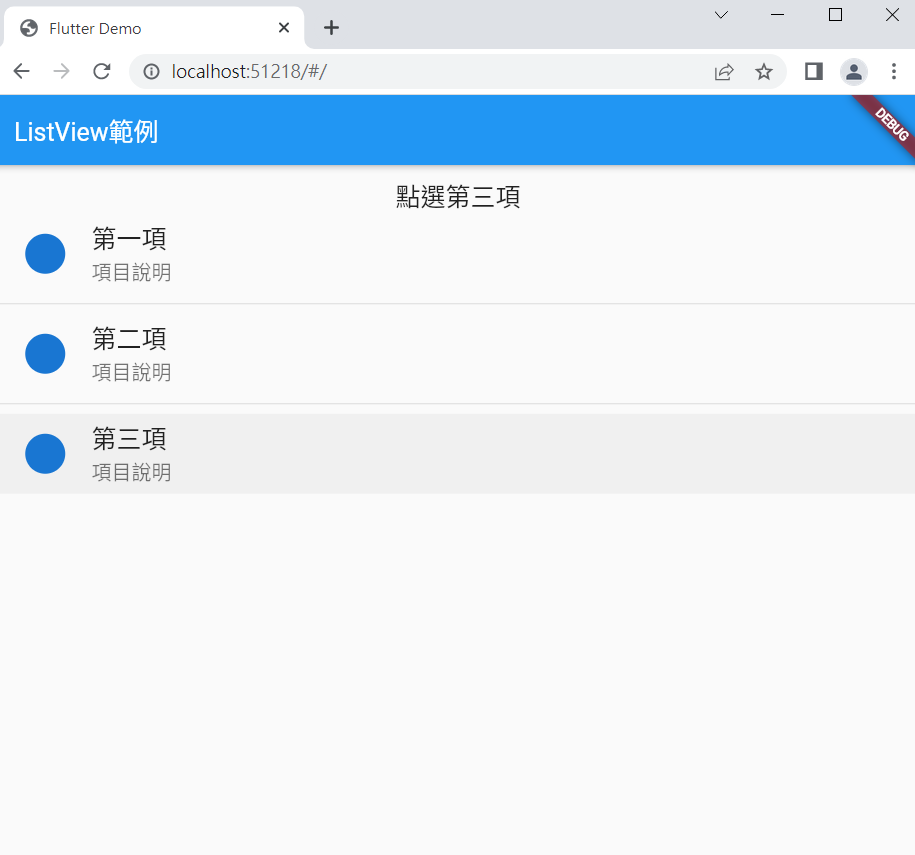 Flutter Demo
localhost:51218/#/
ListView範例
DEBUG
點選第三項
第一項
項目說明
第二項
項目說明
第三項
項目說明